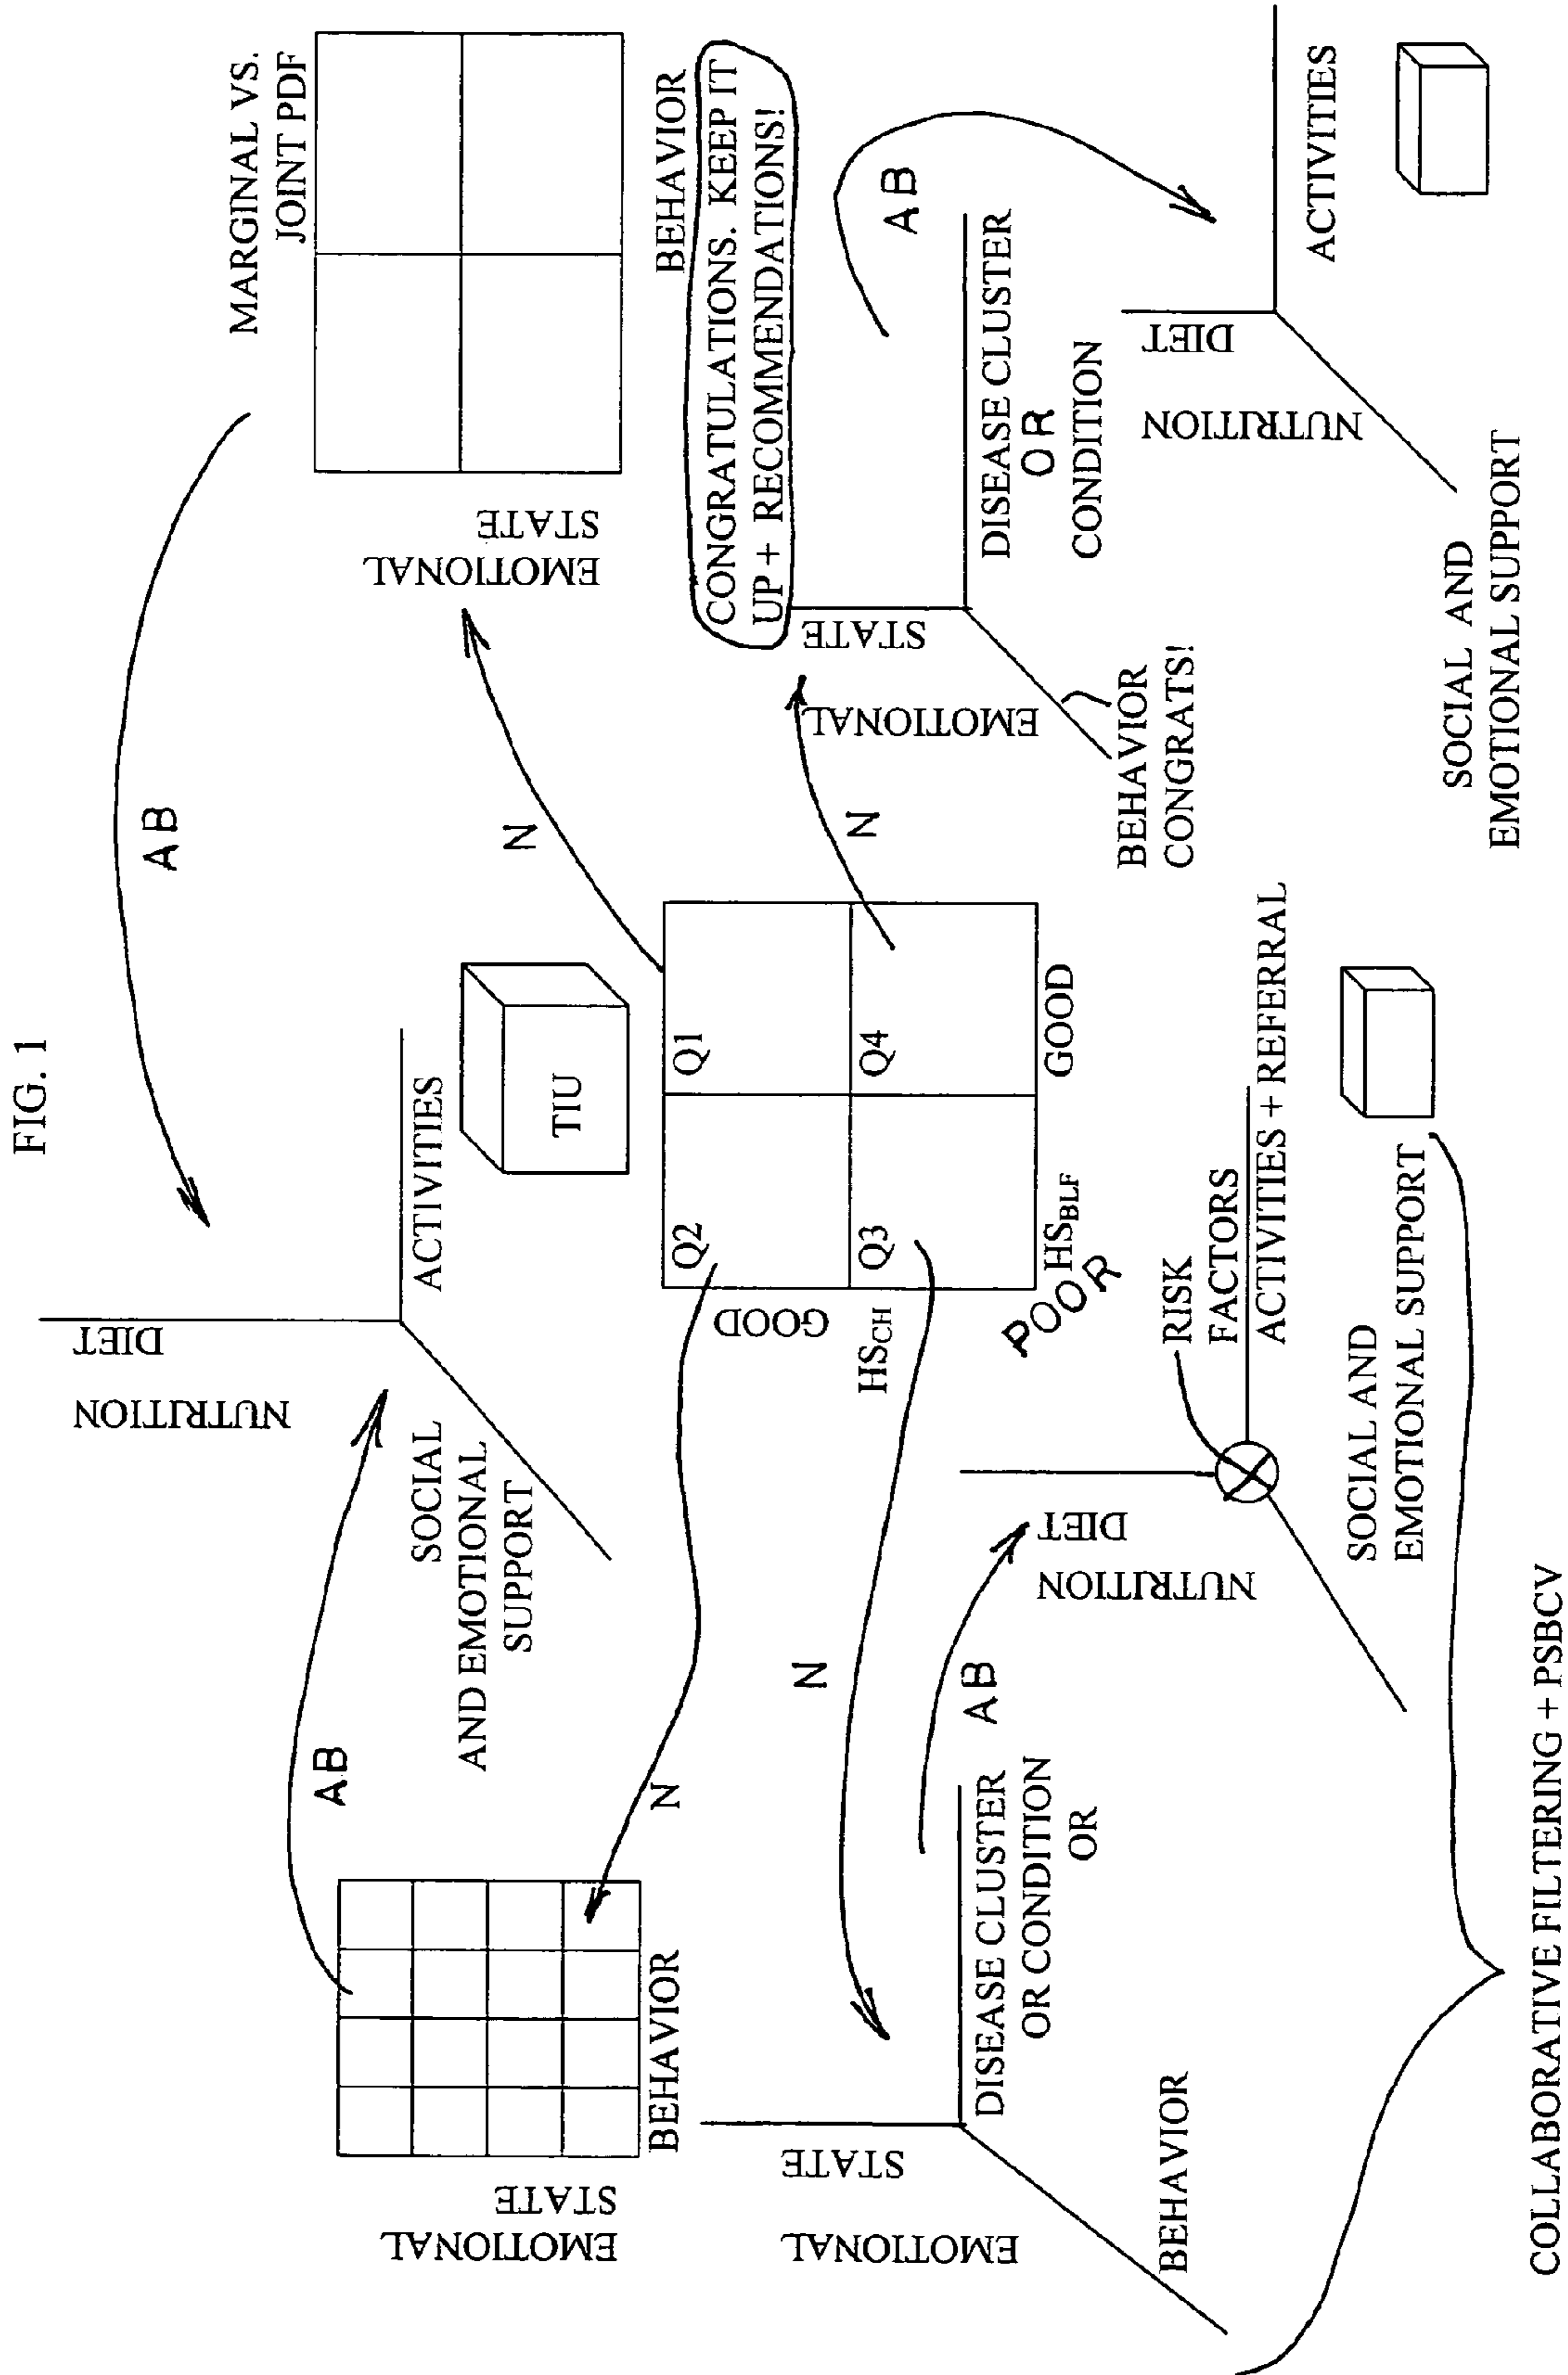 FIG. 1
AB
DIET
NUTRITION
ACTIVITIES
SOCIAL
AND EMOTIONAL
SUPPORT
TIU
AB
EMOTIONAL
STATE
BEHAVIOR
MARGINAL VS.
JOINT PDF
EMOTIONAL
STATE
BEHAVIOR
N
N
Q2
Q1
Q3
Q4
GOOD
HSCH
POOR
HSBLF
GOOD
N
N
CONGRATULATIONS. KEEP IT
UP + RECOMMENDATIONS!
EMOTIONAL
STATE
DISEASE CLUSTER
OR
CONDITION
BEHAVIOR
CONGRATS!
AB
DIET
NUTRITION
ACTIVITIES
SOCIAL AND
EMOTIONAL SUPPORT
EMOTIONAL
STATE
DISEASE CLUSTER
OR CONDITION
OR
BEHAVIOR
AB
DIET
NUTRITION
RISK
FACTORS
ACTIVITIES + REFERRAL
SOCIAL AND
EMOTIONAL SUPPORT
COLLABORATIVE FILTERING + PSBCV